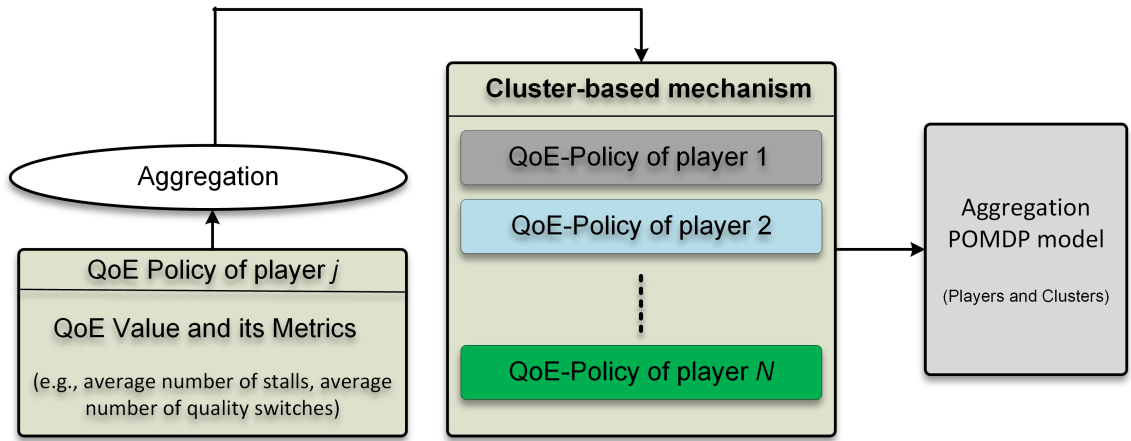 Aggregation
QoE Policy of player j
QoE Value and its Metrics
(e.g., average number of stalls, average
number of quality switches)
Cluster-based mechanism
QoE-Policy of player 1
QoE-Policy of player 2
QoE-Policy of player N
Aggregation
POMDP model
(Players and Clusters)